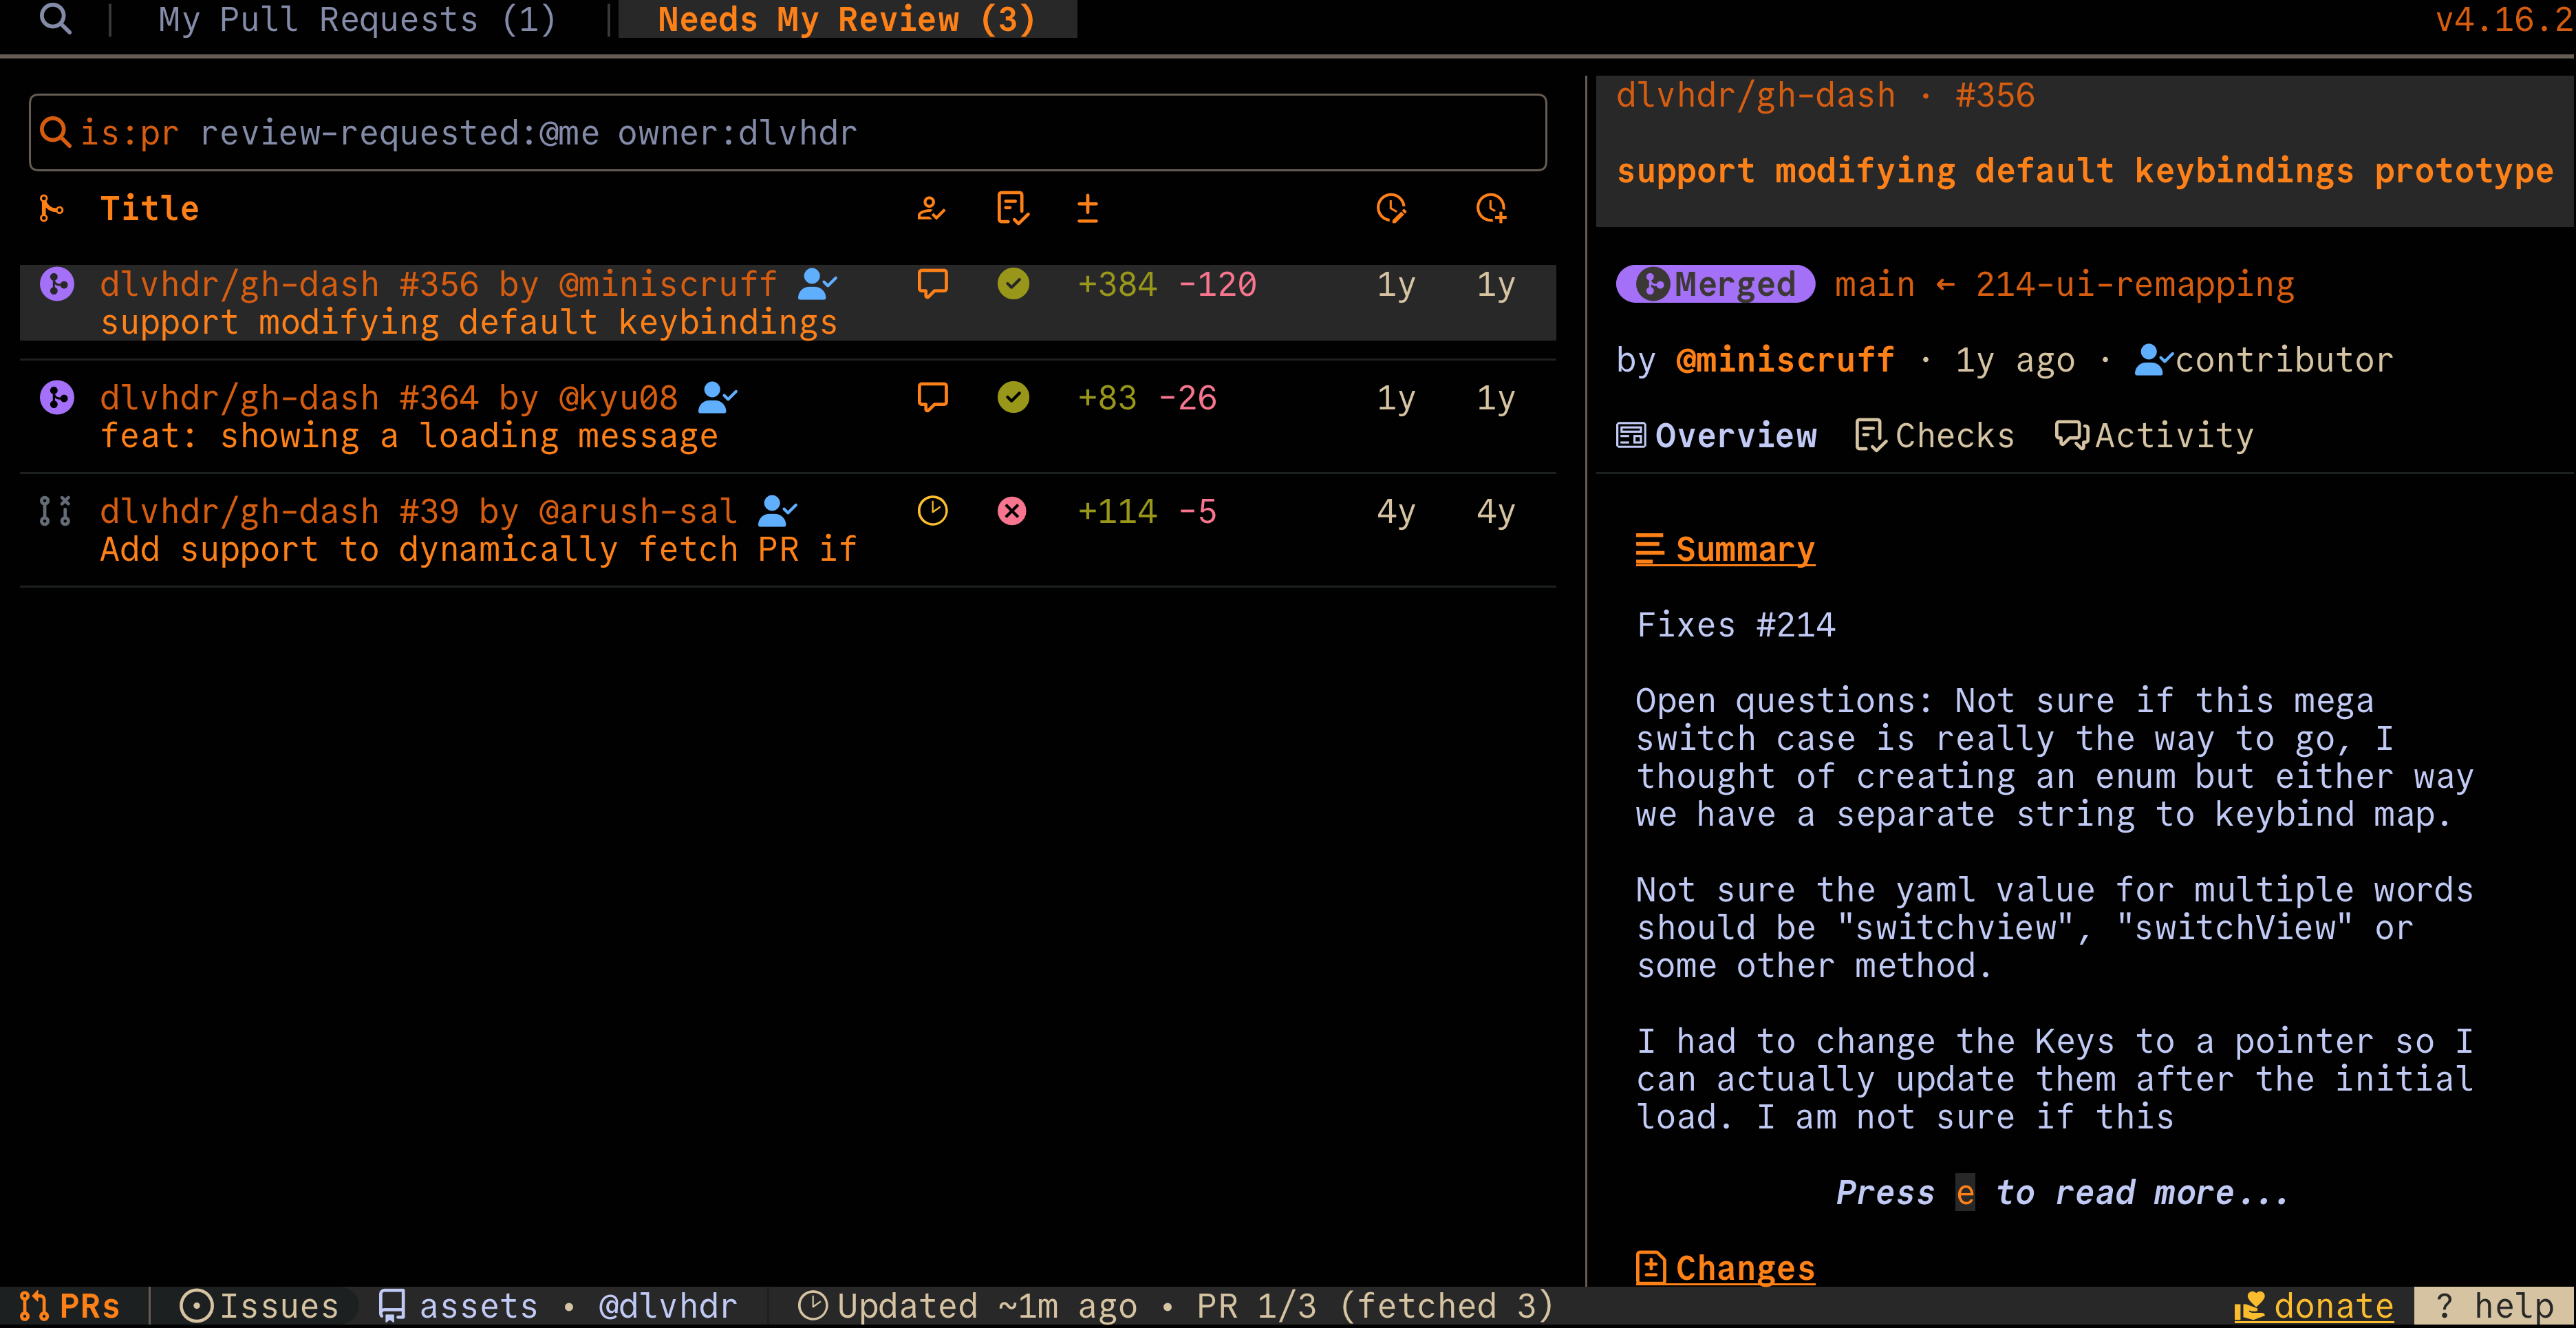 My Pull Requests (1)
Needs My Review (3)
v4.16.2
is:pr review-requested:@me owner:dlvhdr
Title
dlvhdr/gh-dash #356 by @miniscruff
+384 -120
1y
1y
support modifying default keybindings
dlvhdr/gh-dash #364 by @kyu08
+83 -26
1y
1y
feat: showing a loading message
dlvhdr/gh-dash #39 by @arush-sal
+114 -5
4y
4y
Add support to dynamically fetch PR if
dlvhdr/gh-dash · #356
support modifying default keybindings prototype
Merged main ← 214-ui-remapping
by @miniscruff · 1y ago · contributor
Overview Checks Activity
Summary
Fixes #214
Open questions: Not sure if this mega
switch case is really the way to go, I
thought of creating an enum but either way
we have a separate string to keybind map.
Not sure the yaml value for multiple words
should be "switchview", "switchView" or
some other method.
I had to change the Keys to a pointer so I
can actually update them after the initial
load. I am not sure if this
Press e to read more...
Changes
PRs
Issues
assets • @dlvhdr
Updated ~1m ago • PR 1/3 (fetched 3)
donate
? help